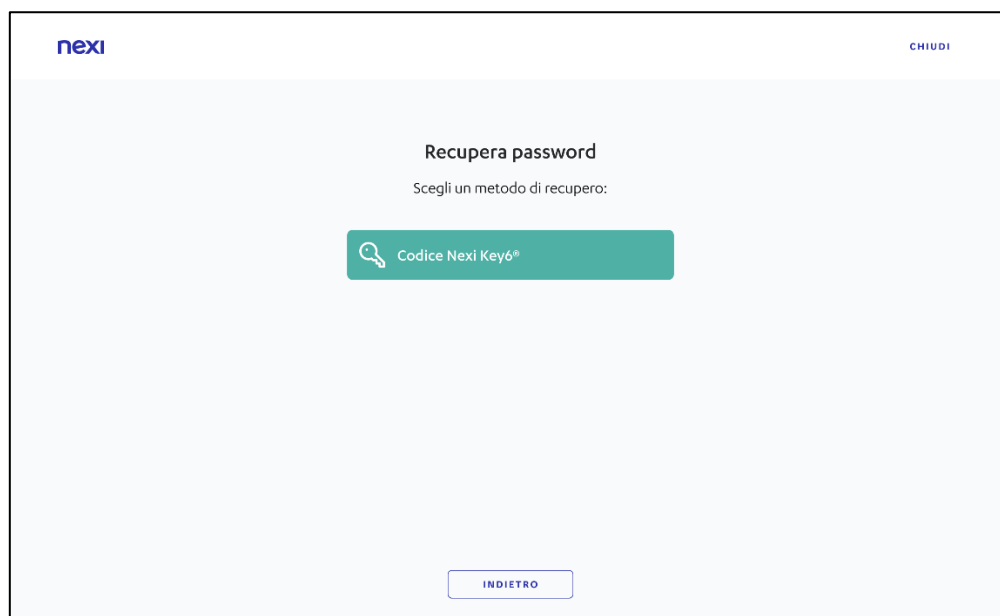 nexi
CHIUDI
Recupera password
Scegli un metodo di recupero:
Codice Nexi Key6®
INDIETRO